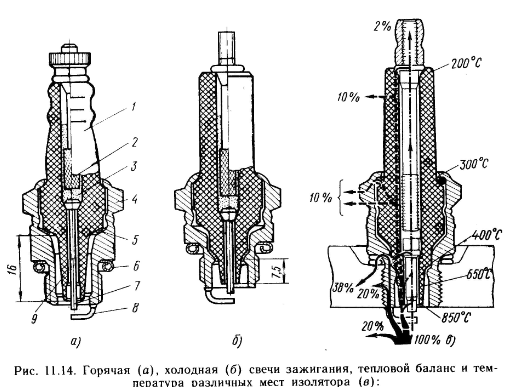 2%
200°C
10%
1
2
3
4
5
6
7
8
9
16
7,5
300°C
10%
400°C
38%
20%
650°C
850°C
20%
100%
а)
б)
в)
Рис. 11.14. Горячая (а), холодная (б) свечи зажигания, тепловой баланс и тем-
пература различных мест изолятора (в):